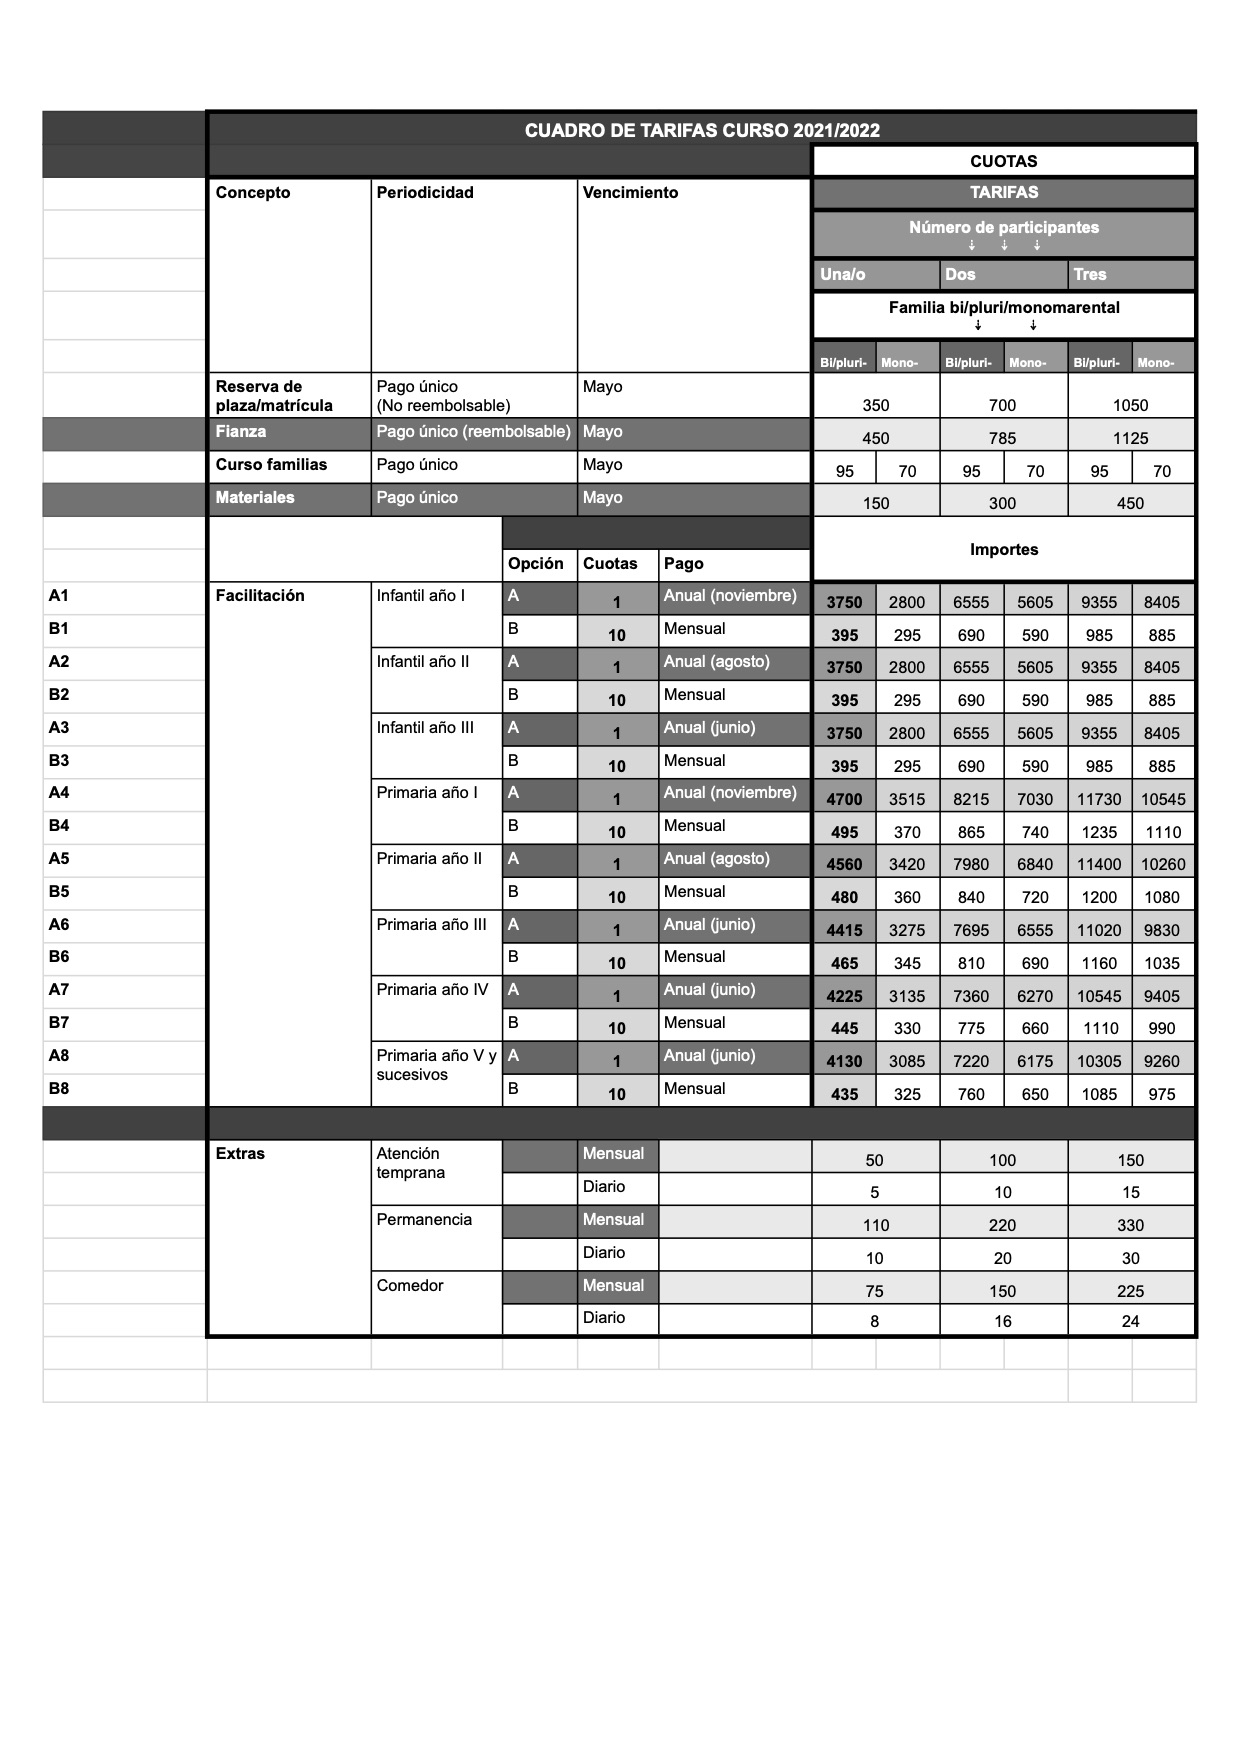 CUADRO DE TARIFAS CURSO 2021/2022
CUOTAS
Concepto Periodicidad Vencimiento TARIFAS
Número de participantes
↓ ↓ ↓
Una/o Dos Tres
Familia bi/pluri/monomarental
↓ ↓
Bi/pluri- Mono- Bi/pluri- Mono- Bi/pluri- Mono-
Reserva de Pago único Mayo
plaza/matrícula (No reembolsable) 350 700 1050
Fianza Pago único (reembolsable) Mayo 450 785 1125
Curso familias Pago único Mayo 95 70 95 70 95 70
Materiales Pago único Mayo 150 300 450
Importes
Opción Cuotas Pago
A1 Facilitación Infantil año I A 1 Anual (noviembre) 3750 2800 6555 5605 9355 8405
B1 B 10 Mensual 395 295 690 590 985 885
A2 Infantil año II A 1 Anual (agosto) 3750 2800 6555 5605 9355 8405
B2 B 10 Mensual 395 295 690 590 985 885
A3 Infantil año III A 1 Anual (junio) 3750 2800 6555 5605 9355 8405
B3 B 10 Mensual 395 295 690 590 985 885
A4 Primaria año I A 1 Anual (noviembre) 4700 3515 8215 7030 11730 10545
B4 B 10 Mensual 495 370 865 740 1235 1110
A5 Primaria año II A 1 Anual (agosto) 4560 3420 7980 6840 11400 10260
B5 B 10 Mensual 480 360 840 720 1200 1080
A6 Primaria año III A 1 Anual (junio) 4415 3275 7695 6555 11020 9830
B6 B 10 Mensual 465 345 810 690 1160 1035
A7 Primaria año IV A 1 Anual (junio) 4225 3135 7360 6270 10545 9405
B7 B 10 Mensual 445 330 775 660 1110 990
A8 Primaria año V y A 1 Anual (junio) 4130 3085 7220 6175 10305 9260
sucesivos
B8 B 10 Mensual 435 325 760 650 1085 975
Extras Atención Mensual 50 100 150
temprana
Diario 5 10 15
Permanencia Mensual 110 220 330
Diario 10 20 30
Comedor Mensual 75 150 225
Diario 8 16 24